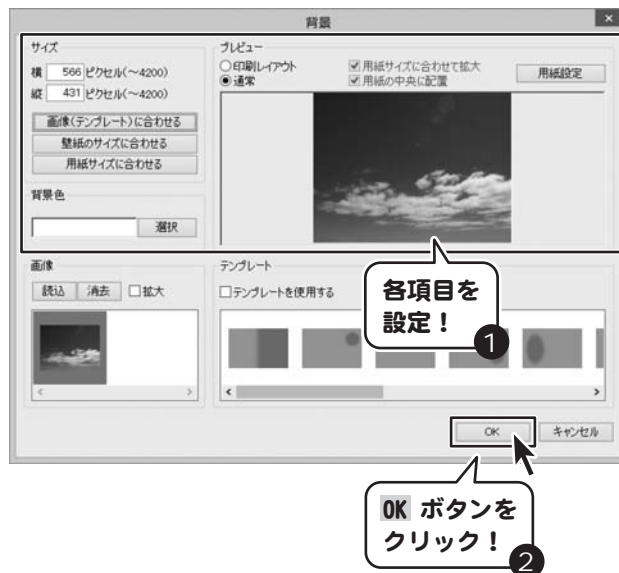 背景
サイズ
横 566 ピクセル(～4200)
縦 431 ピクセル(～4200)
画像(テンプレート)に合わせる
壁紙のサイズに合わせる
用紙サイズに合わせる
背景色
選択
プレビュー
○印刷レイアウト
●通常
☑用紙サイズに合わせて拡大
☑用紙の中央に配置
用紙設定
各項目を
設定！
1
画像
読込 消去 □拡大
テンプレート
□テンプレートを使用する
OK キャンセル
OK ボタンを
クリック！
2